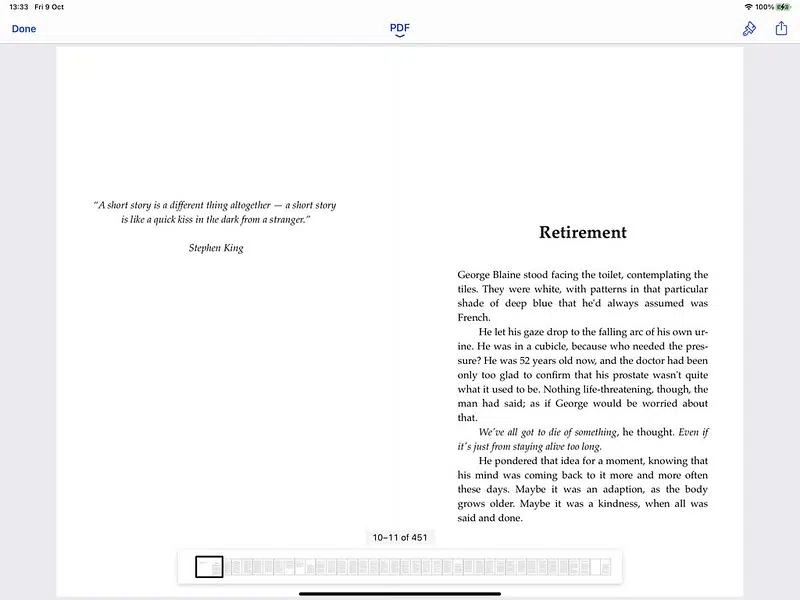 13:33 Fri 9 Oct
100%
Done
PDF
“A short story is a different thing altogether — a short story
is like a quick kiss in the dark from a stranger.”
Stephen King
Retirement
George Blaine stood facing the toilet, contemplating the
tiles. They were white, with patterns in that particular
shade of deep blue that he’d always assumed was
French.
He let his gaze drop to the falling arc of his own ur-
ine. He was in a cubicle, because who needed the pres-
sure? He was 52 years old now, and the doctor had been
only too glad to confirm that his prostate wasn’t quite
what it used to be. Nothing life-threatening, though, the
man had said; as if George would be worried about
that.
We’ve all got to die of something, he thought. Even if
it’s just from staying alive too long.
He pondered that idea for a moment, knowing that
his mind was coming back to it more and more often
these days. Maybe it was an adaption, as the body
grows older. Maybe it was a kindness, when all was
said and done.
10–11 of 451